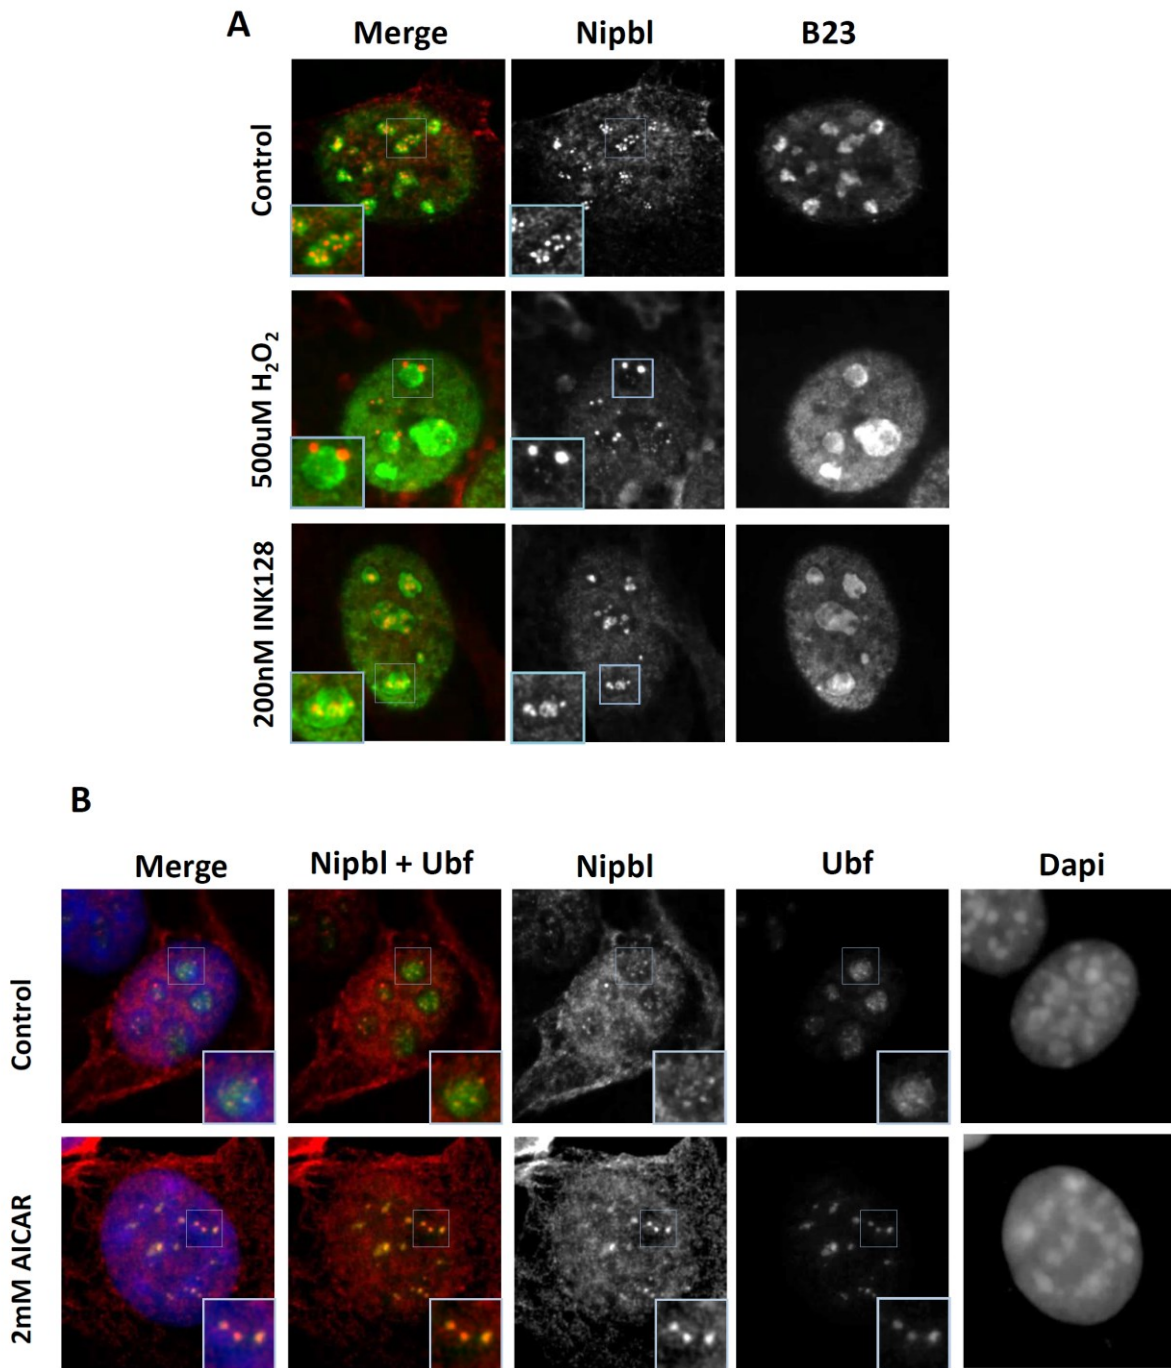 A
Merge Nipbl B23
Control
500uM H₂O₂
200nM INK128
B
Merge Nipbl + Ubf Nipbl Ubf Dapi
Control
2mM AICAR